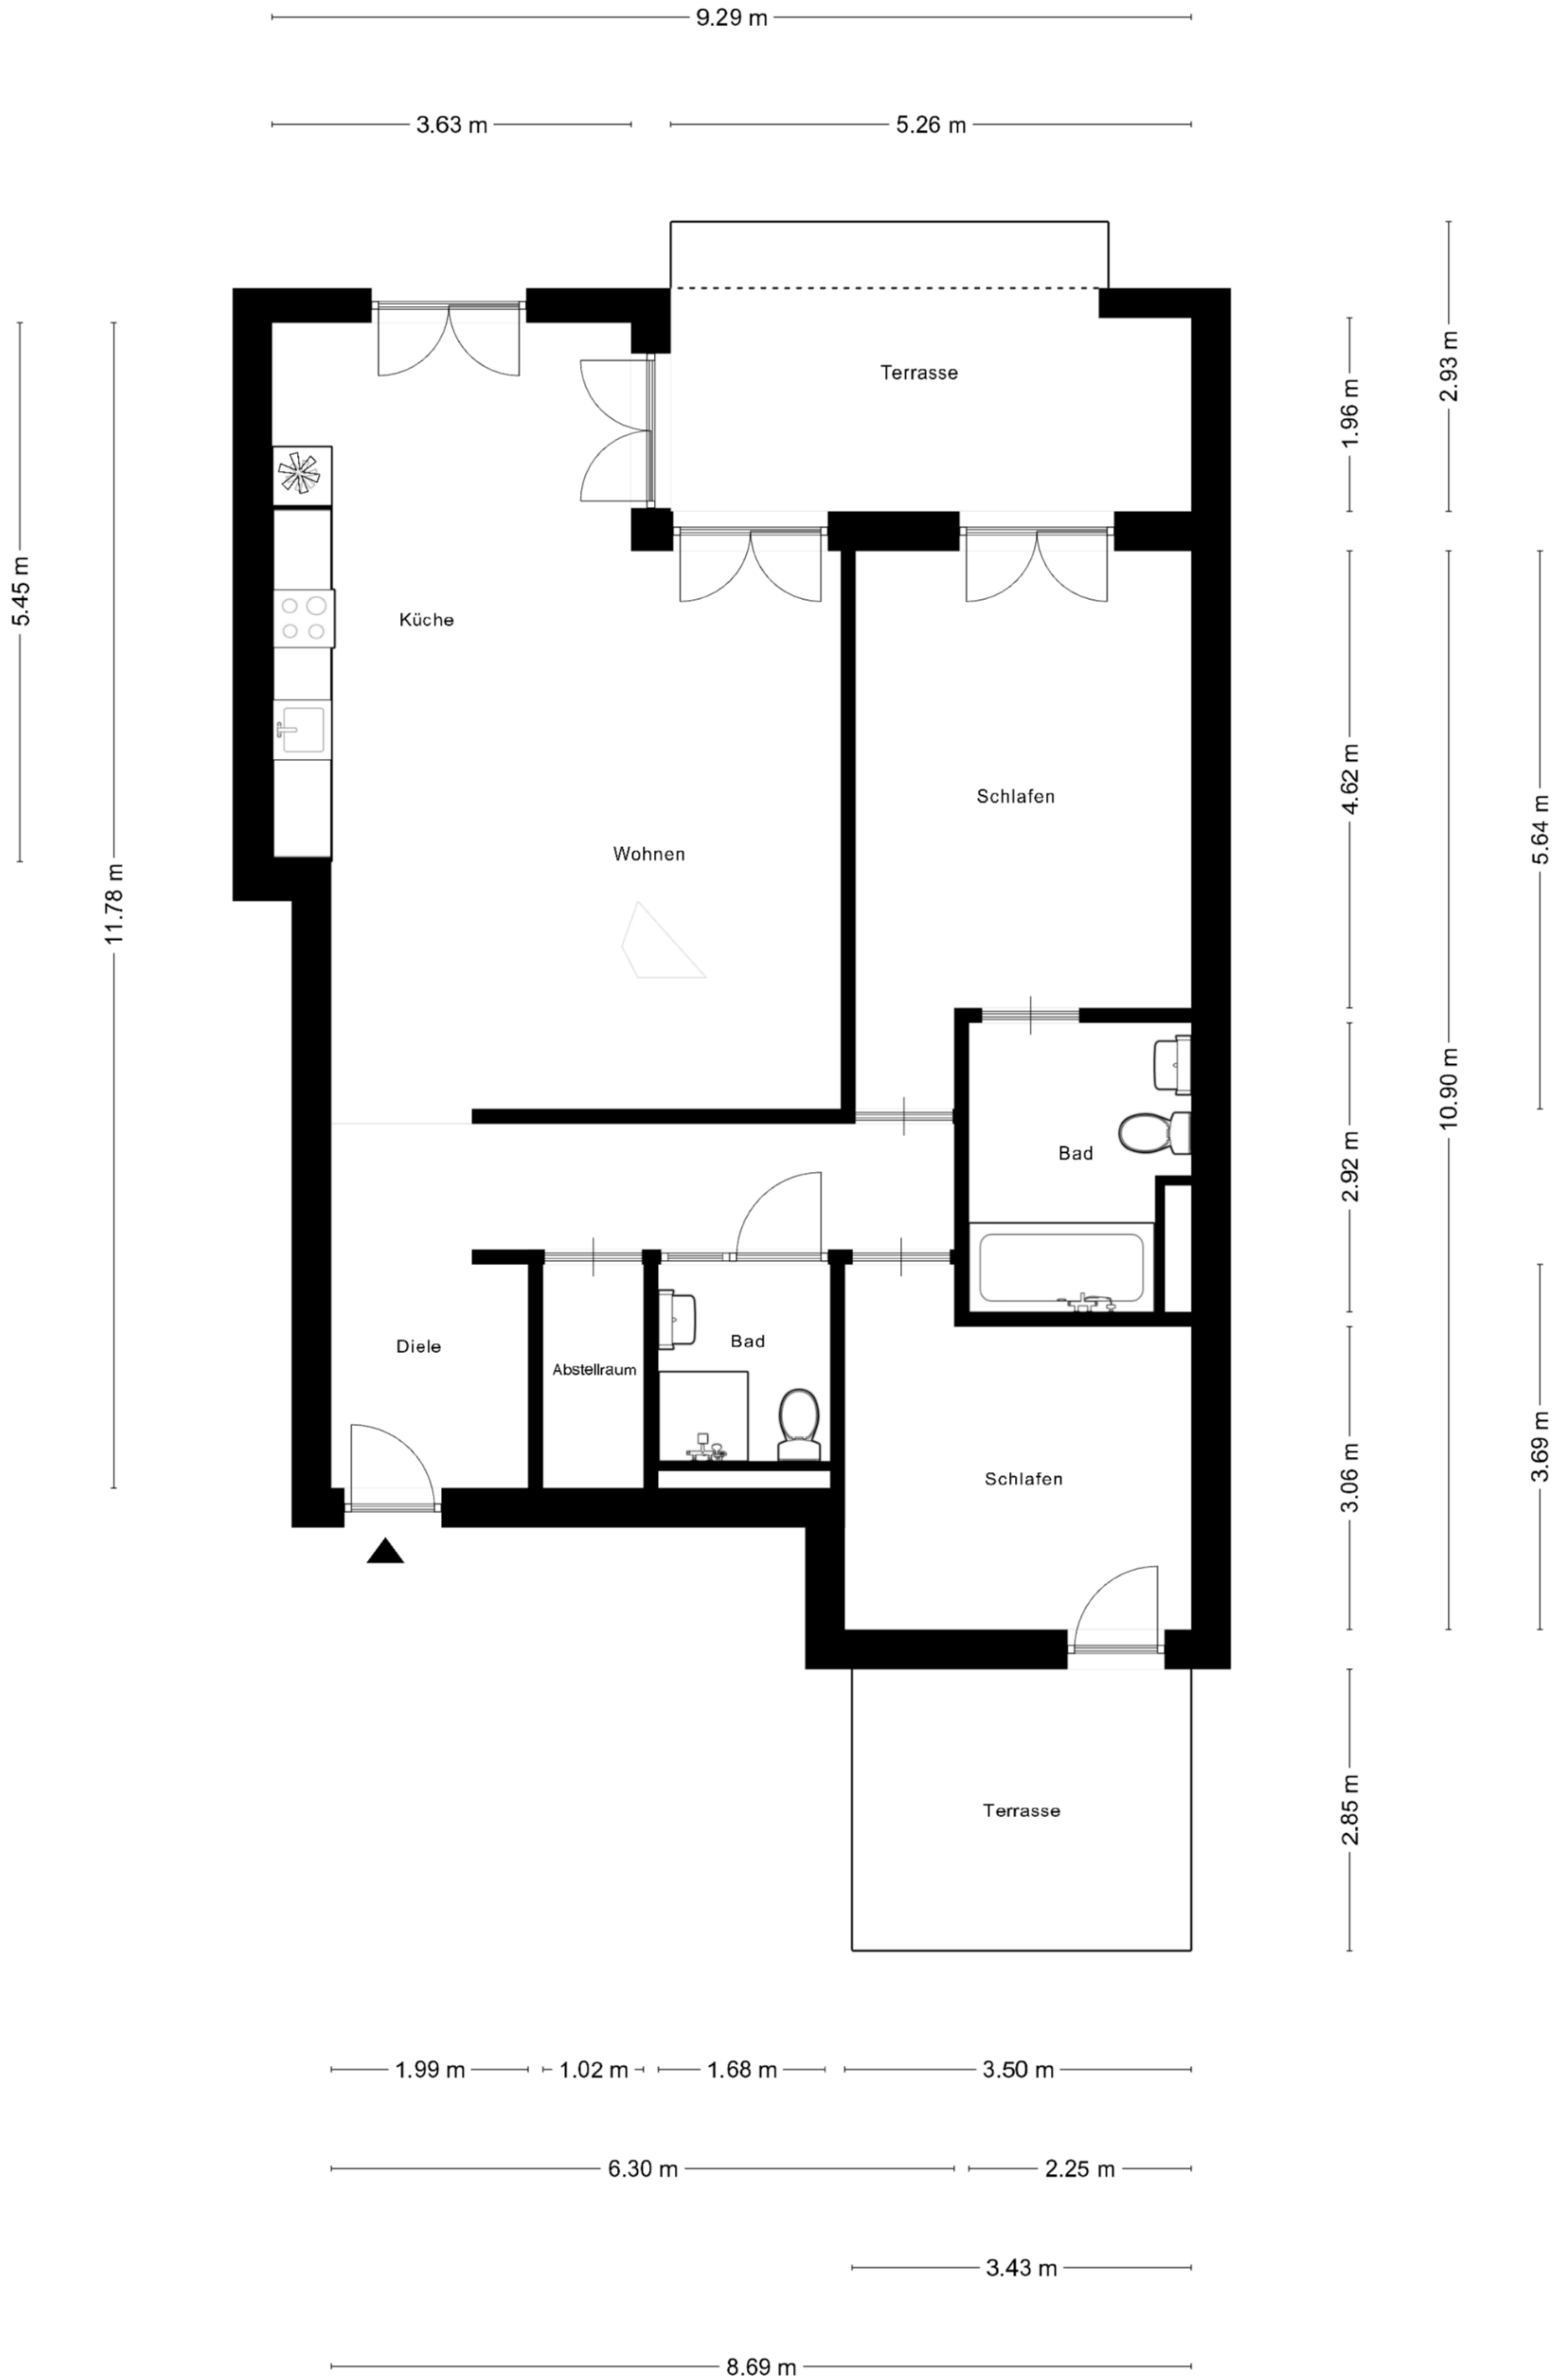 9.29 m
3.63 m
5.26 m
Terrasse
2.93 m
1.96 m
5.45 m
Küche
4.62 m
Schlafen
5.64 m
Wohnen
11.78 m
10.90 m
Bad
2.92 m
Diele
Abstellraum
Bad
3.69 m
Schlafen
3.06 m
Terrasse
2.85 m
1.99 m
1.02 m
1.68 m
3.50 m
6.30 m
2.25 m
3.43 m
8.69 m